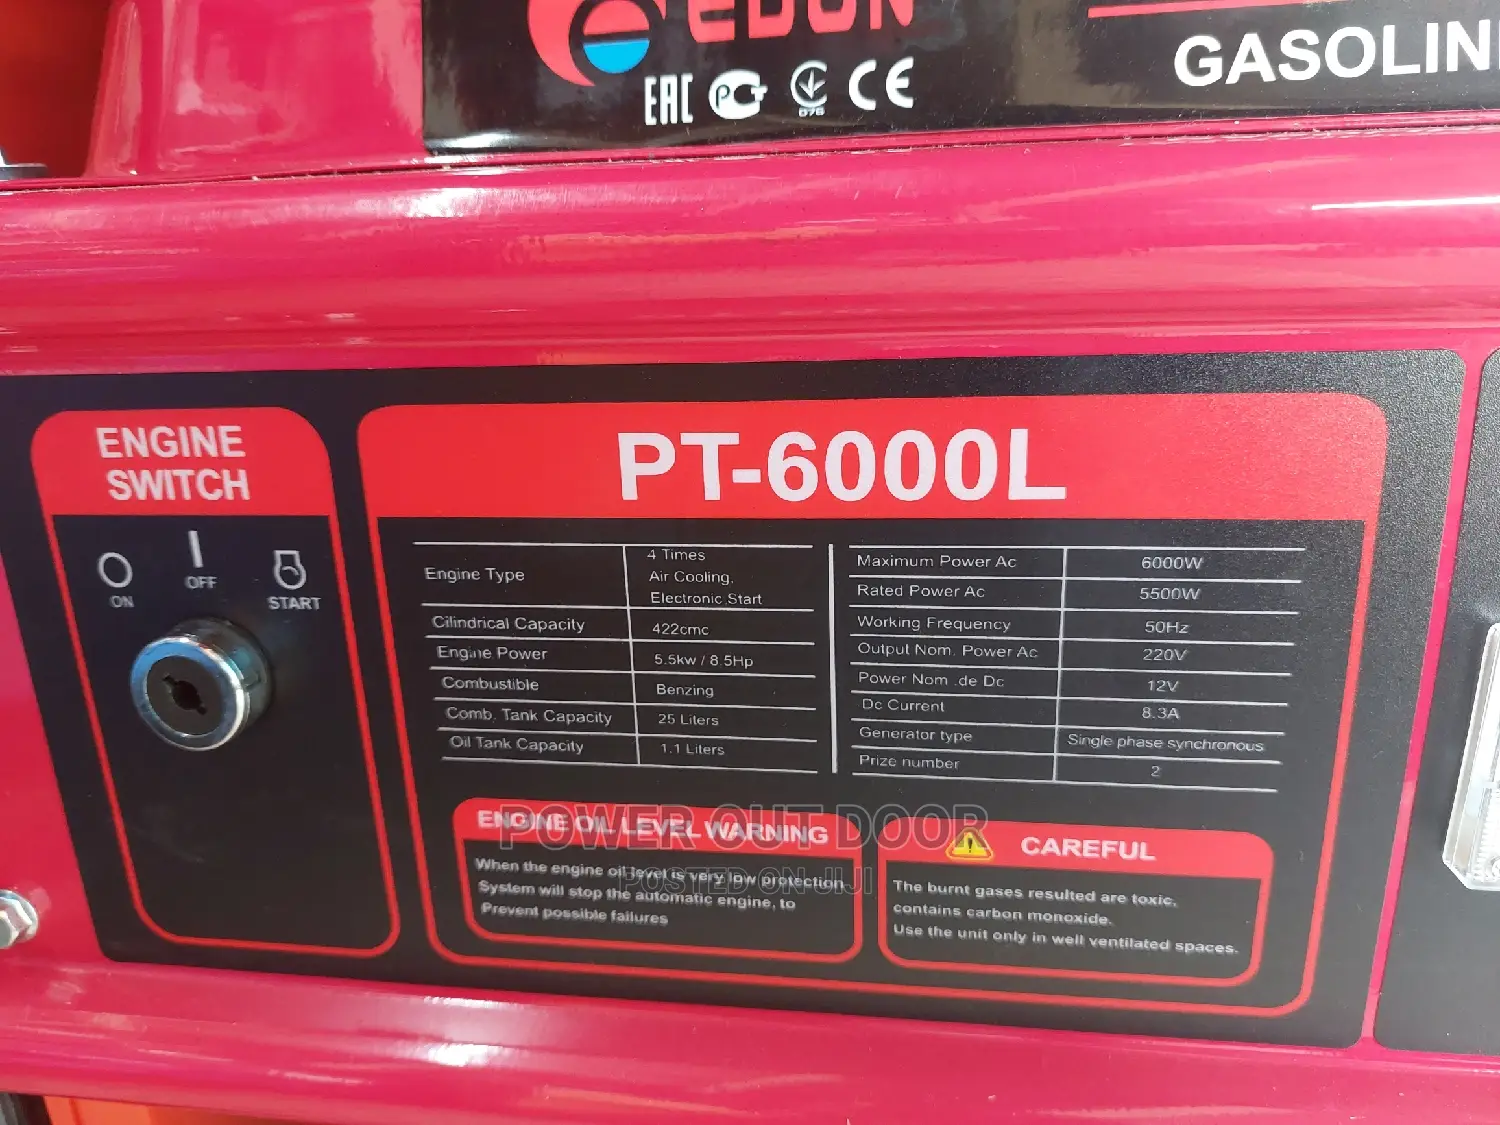 EDON
EAC PCT 076 CE
GASOLIN
ENGINE
SWITCH
ON
OFF
START
PT-6000L
Engine Type
4 Times
Air Cooling,
Electronic Start
Cilindrical Capacity 422cmc
Engine Power 5.5kw / 8.5Hp
Combustible Benzing
Comb. Tank Capacity 25 Liters
Oil Tank Capacity 1.1 Liters
Maximum Power Ac 6000W
Rated Power Ac 5500W
Working Frequency 50Hz
Output Nom. Power Ac 220V
Power Nom .de Dc 12V
Dc Current 8.3A
Generator type Single phase synchronous
Prize number 2
ENGINE OIL LEVEL WARNING
When the engine oil level is very low protection
System will stop the automatic engine, to
Prevent possible failures
CAREFUL
The burnt gases resulted are toxic,
contains carbon monoxide.
Use the unit only in well ventilated spaces.
POWER OUT DOOR
POSTED ON JIJI